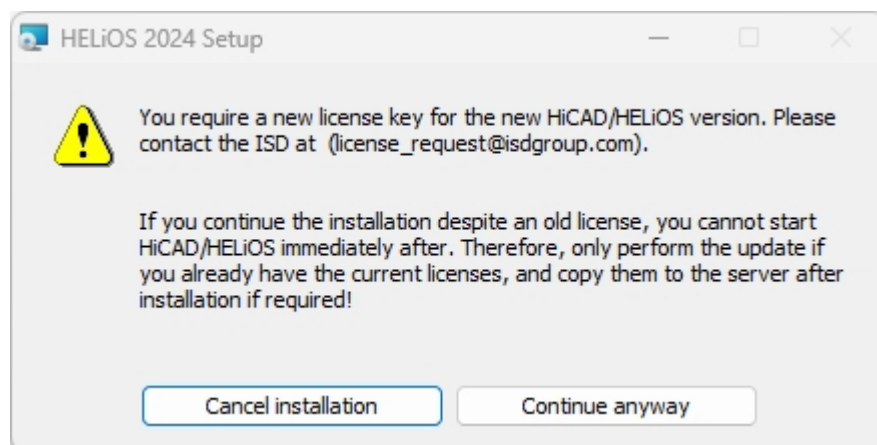 HELiOS 2024 Setup
You require a new license key for the new HiCAD/HELiOS version. Please
contact the ISD at  (license_request@isdgroup.com).
If you continue the installation despite an old license, you cannot start
HiCAD/HELiOS immediately after. Therefore, only perform the update if
you already have the current licenses, and copy them to the server after
installation if required!
Cancel installation
Continue anyway